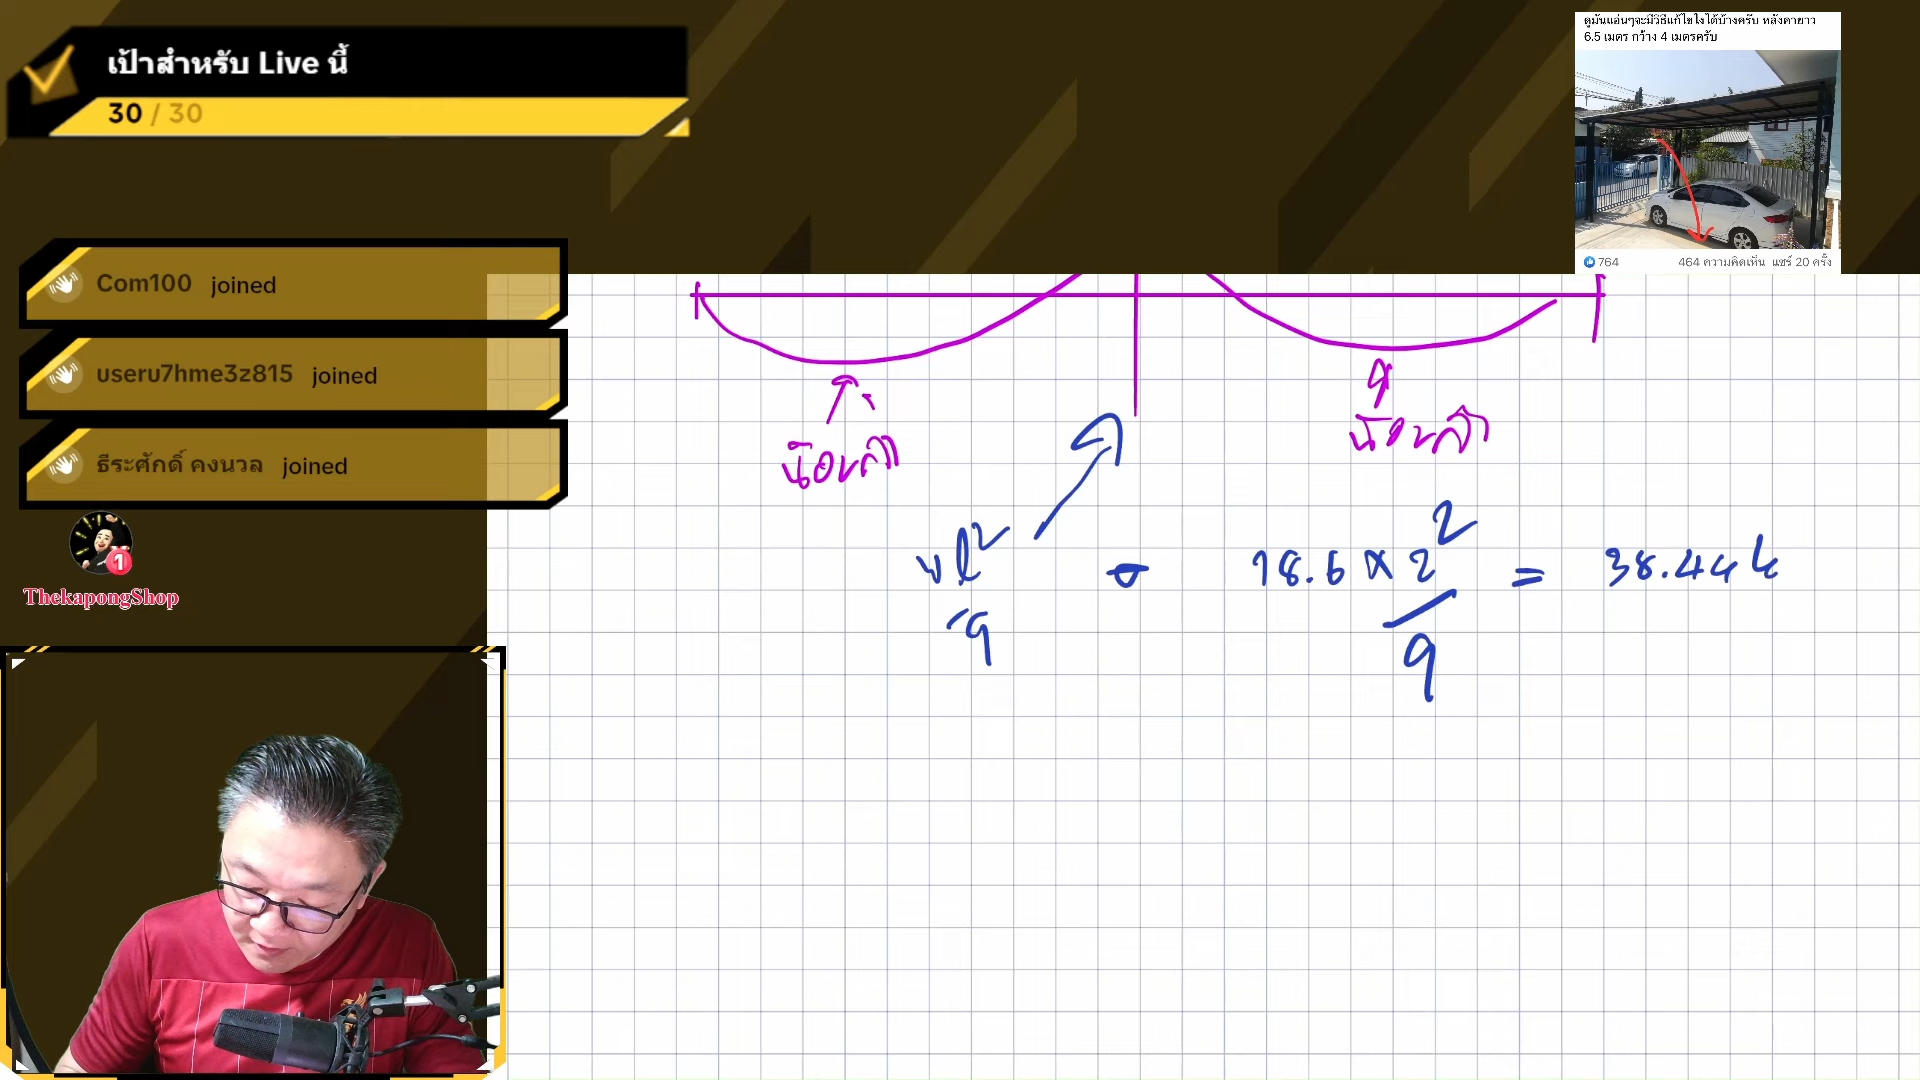 เป้าสำหรับ Live นี้
30 / 30
ดูมันแอ่นๆจะมีวิธีแก้ไขไงได้บ้างครับ หลังคายาว
6.5 เมตร กว้าง 4 เมตรครับ
764 464 ความคิดเห็น แชร์ 20 ครั้ง
Com100 joined
useru7hme3z815 joined
ธีระศักดิ์ คงนวล joined
1
ThekapongShop
น้อยกว่า
น้อยกว่า
wl²
9
18.6 x 2² = 38.44 k
9